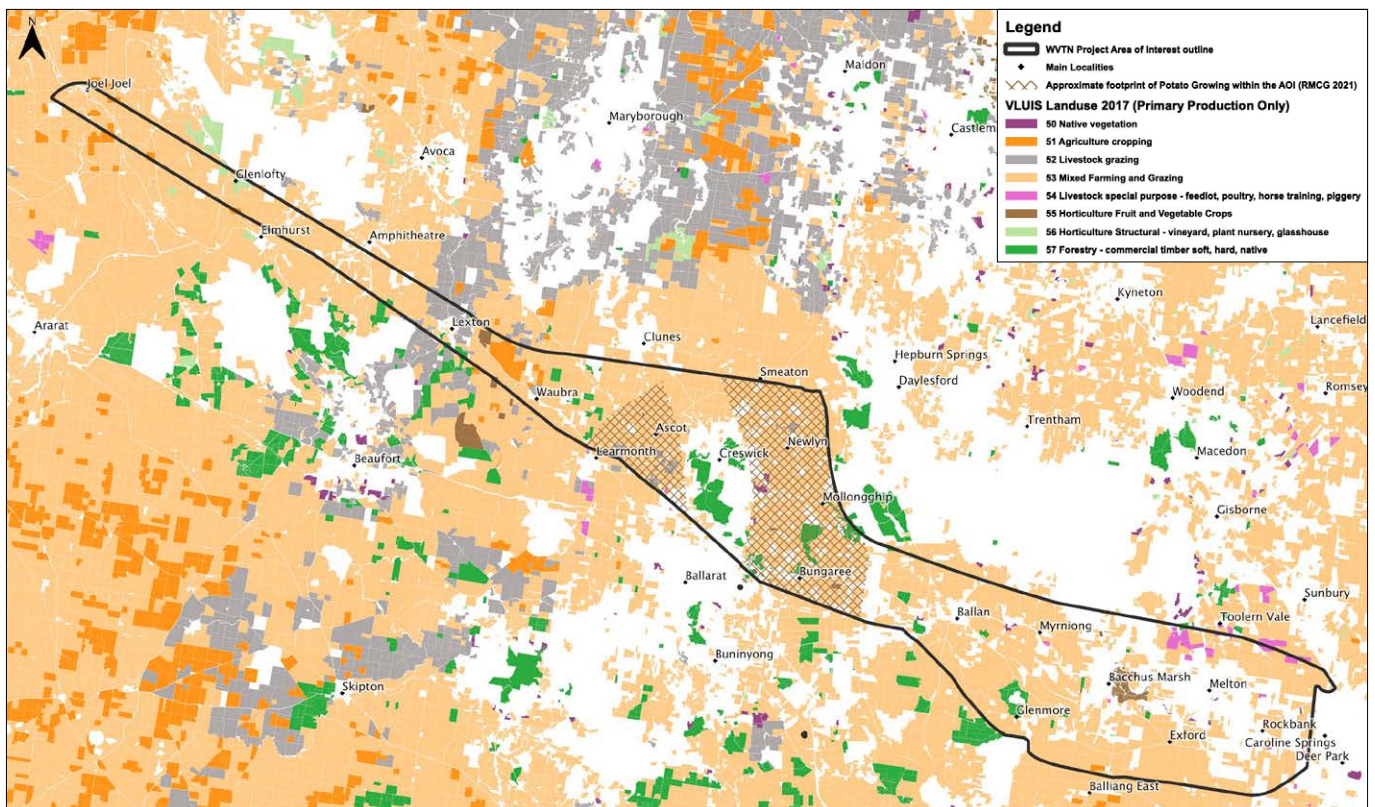 N
Legend
WVTN Project Area of Interest outline
Main Localities
Approximate footprint of Potato Growing within the AOI (RMCG 2021)
VLUIS Landuse 2017 (Primary Production Only)
50 Native vegetation
51 Agriculture cropping
52 Livestock grazing
53 Mixed Farming and Grazing
54 Livestock special purpose - feedlot, poultry, horse training, piggery
55 Horticulture Fruit and Vegetable Crops
56 Horticulture Structural - vineyard, plant nursery, glasshouse
57 Forestry - commercial timber soft, hard, native
Maldon
Joel Joel
Maryborough
Castlem
Avoca
Glenlofty
Elmhurst
Amphitheatre
Kyneton
Ararat
Lexton
Lancefield
Clunes
Hepburn Springs
Smeaton
Daylesford
Romsey
Waubra
Woodend
Trentham
Ascot
Newlyn
Learmonth
Creswick
Macedon
Beaufort
Mollongghip
Gisborne
Ballarat
Bungaree
Sunbury
Ballan
Toolern Vale
Myrniong
Buninyong
Bacchus Marsh
Melton
Skipton
Glenmore
Rockbank
Exford
Caroline Springs
Deer Park
Balliang East